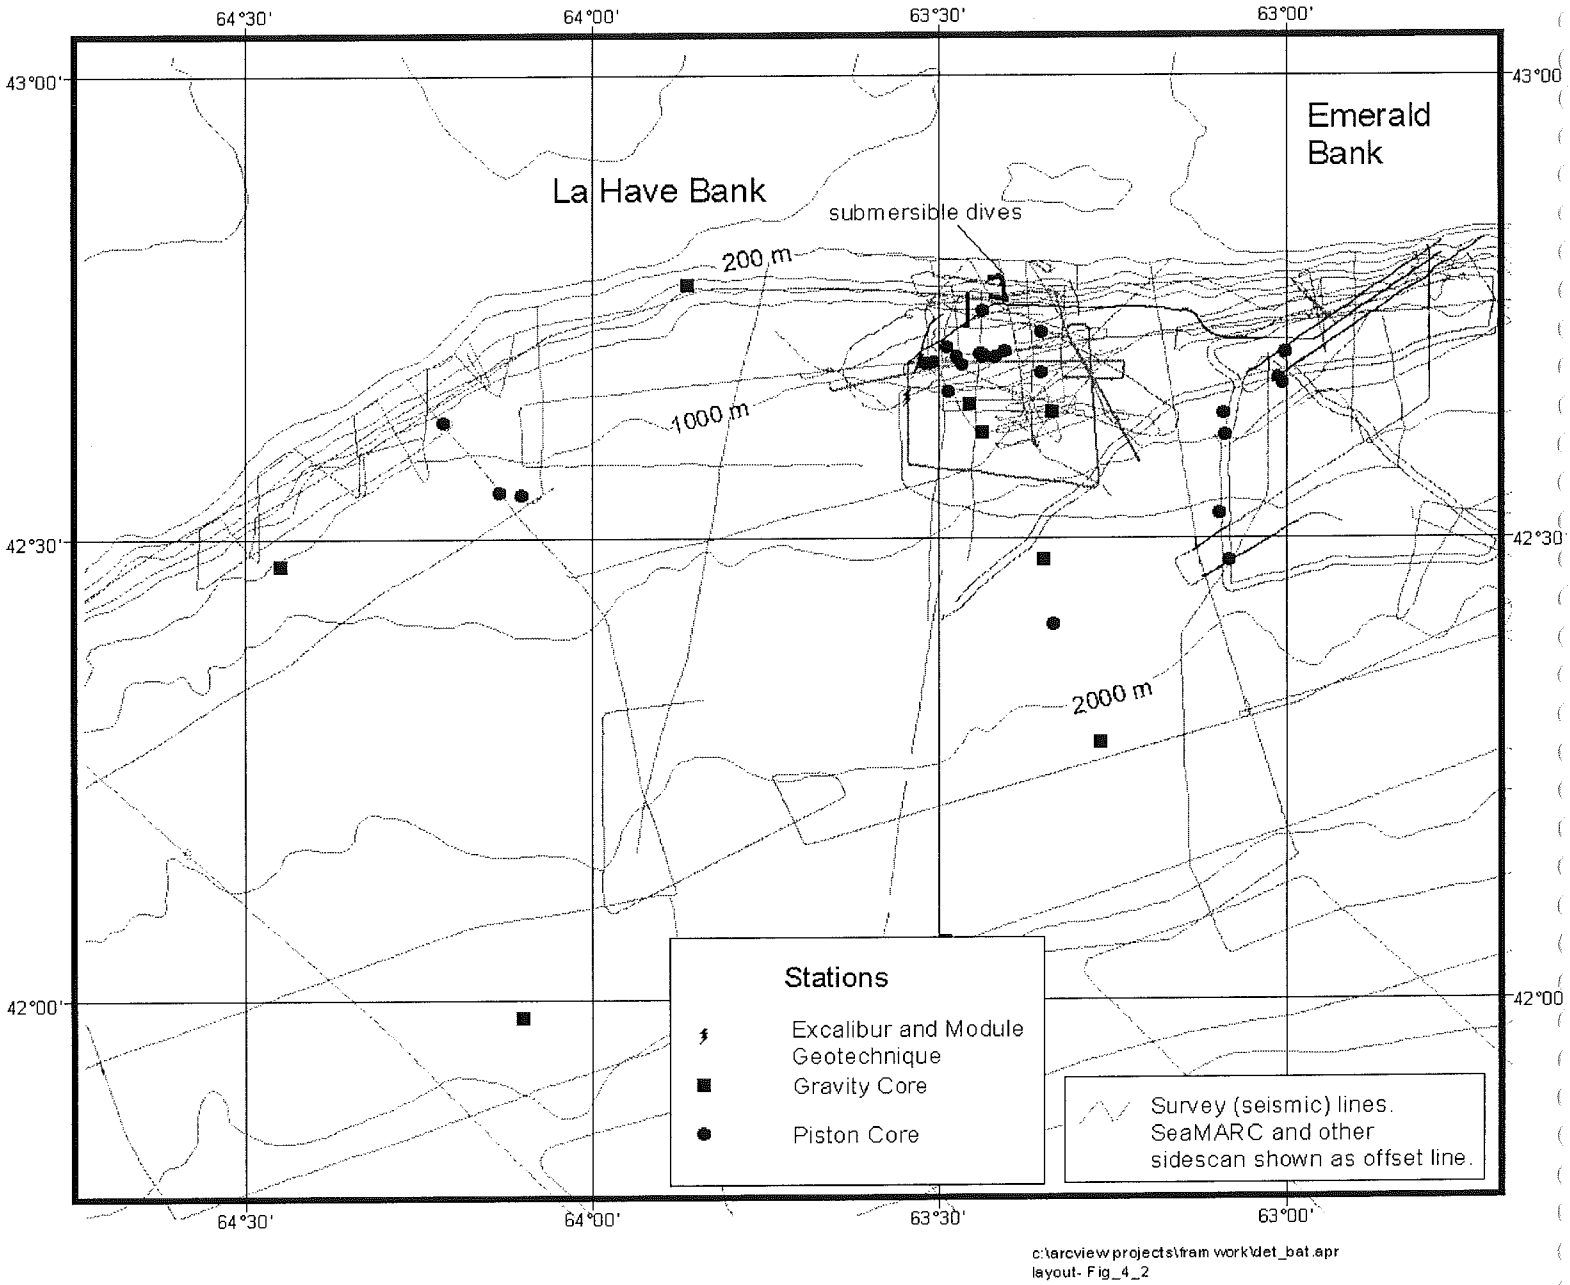 64°30' 64°00' 63°30' 63°00'
43°00' 43°00
Emerald
Bank
La Have Bank
submersible dives
200 m
1000 m
42°30' 42°30
2000 m
42°00' 42°00
Stations
Excalibur and Module
Geotechnique
Gravity Core
Piston Core
Survey (seismic) lines.
SeaMARC and other
sidescan shown as offset line.
64°30' 64°00' 63°30' 63°00'
c:\arcview projects\fram work\det_bat.apr
layout- Fig_4_2